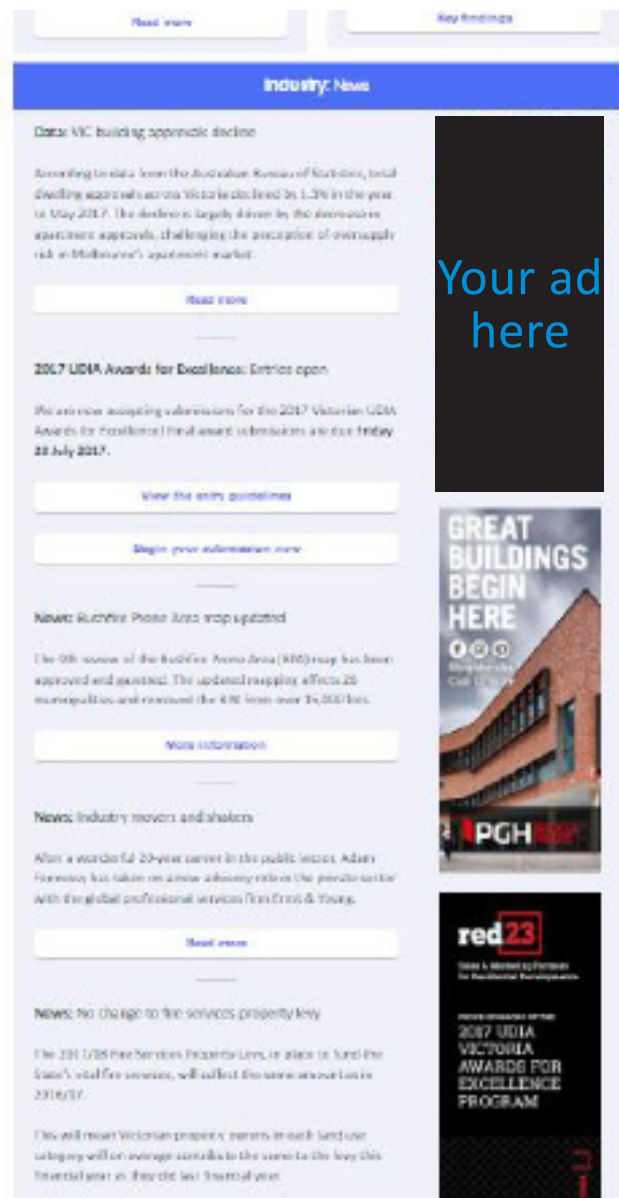 Read more
Key findings
Industry: News
Data: VIC building approvals decline
According to data from the Australian Bureau of Statistics, total
dwelling approvals across Victoria declined by 1.3% in the year
to May 2017. The decline is largely driven by the decrease in
apartment approvals, challenging the perception of oversupply
risk in Melbourne's apartment market.
Read more
2017 UDIA Awards for Excellence: Entries open
We are now accepting submissions for the 2017 Victorian UDIA
Awards for Excellence! Final award submissions are due Friday
July 2017.
View the entry guidelines
Begin your submission now
News: Bushfire Prone Area map updated
The 9th review of the Bushfire Prone Area (BPA) map has been
approved and gazetted. The updated mapping affects
municipalities and removed the BPA from over
More information
News: Industry movers and shakers
After a wonderful 20-year career in the public sector, Adam
has taken on a new advisory role in the private sector
with the global professional services firm Ernst & Young.
Read more
News: No change to fire services property levy
The 2017/18 Fire Services Property Levy, in place to fund the
State's vital fire services, will collect the same amount as in
2016/17.
This will mean Victorian property owners in each land use
category will on average contribute the same to the levy this
financial year as they did last financial year.
Your ad
here
GREAT
BUILDINGS
BEGIN
HERE
PGH
red23
Sales & Marketing Partners
for Residential Developments
2017 UDIA
VICTORIA
AWARDS FOR
EXCELLENCE
PROGRAM